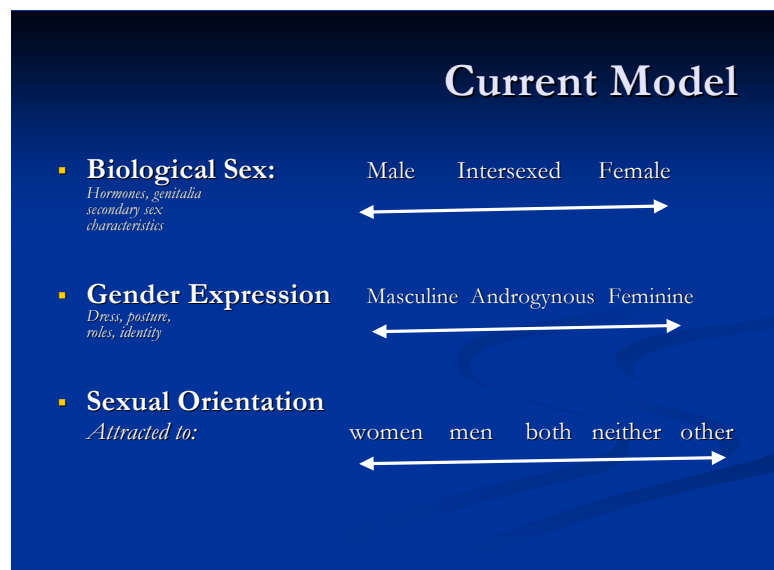 Current Model
Biological Sex: Male Intersexed Female
Hormones, genitalia
secondary sex
characteristics
Gender Expression Masculine Androgynous Feminine
Dress, posture,
roles, identity
Sexual Orientation
Attracted to: women men both neither other